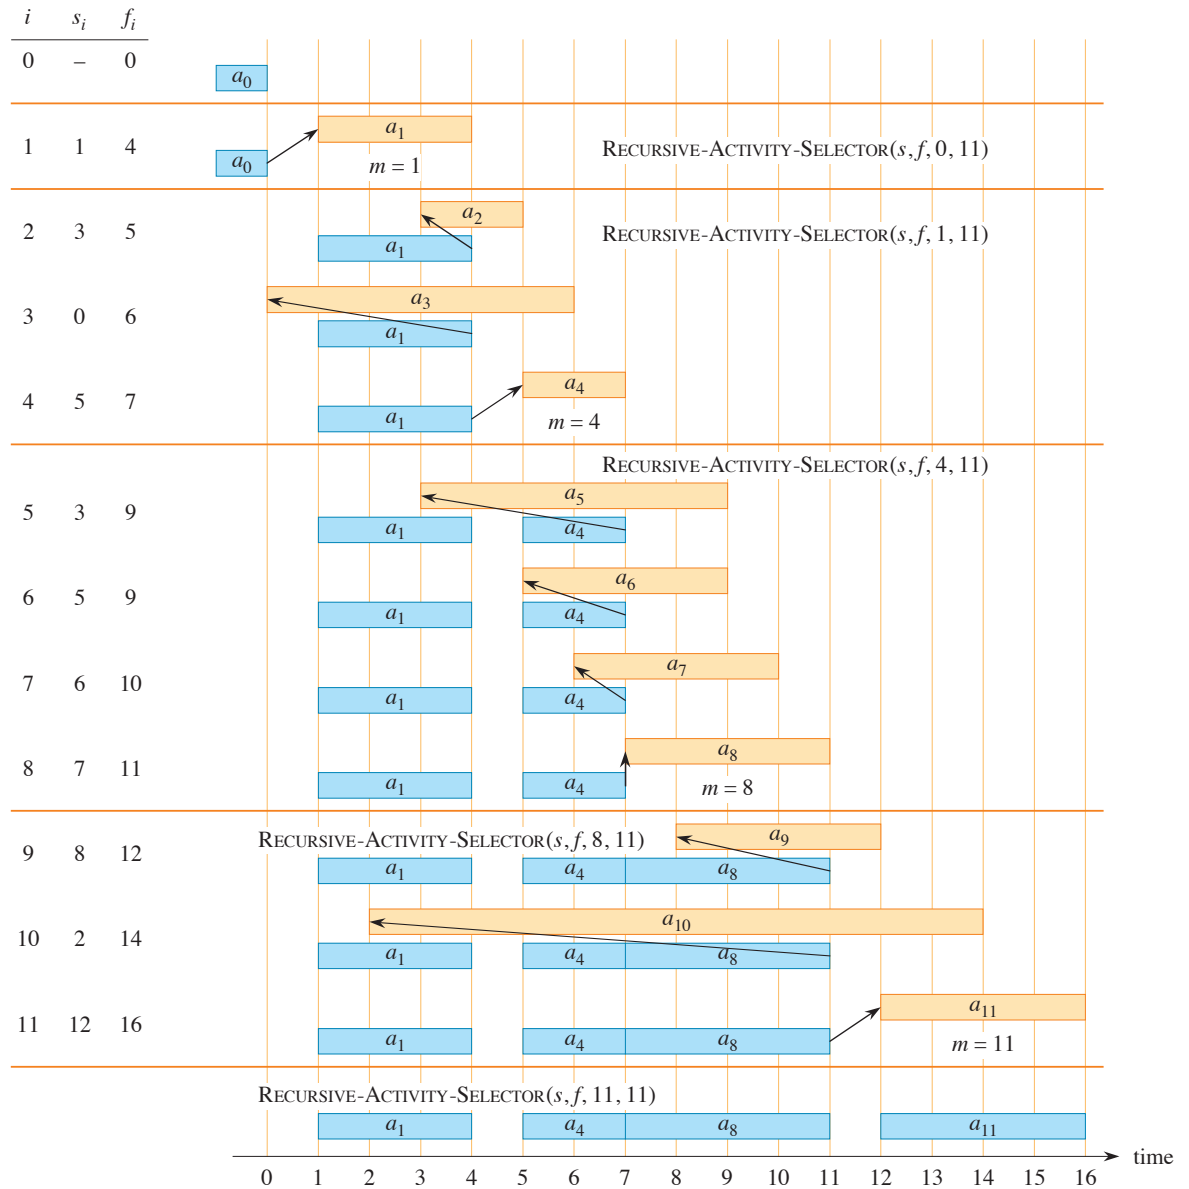 i s_i f_i
0 – 0
a_0
1 1 4
a_1
RECURSIVE-ACTIVITY-SELECTOR(s, f, 0, 11)
a_0
m = 1
2 3 5
a_2
RECURSIVE-ACTIVITY-SELECTOR(s, f, 1, 11)
a_1
3 0 6
a_3
a_1
4 5 7
a_4
a_1
m = 4
RECURSIVE-ACTIVITY-SELECTOR(s, f, 4, 11)
5 3 9
a_5
a_1 a_4
6 5 9
a_6
a_1 a_4
7 6 10
a_7
a_1 a_4
8 7 11
a_8
a_1 a_4
m = 8
RECURSIVE-ACTIVITY-SELECTOR(s, f, 8, 11)
9 8 12
a_9
a_1 a_4 a_8
10 2 14
a_10
a_1 a_4 a_8
11 12 16
a_11
a_1 a_4 a_8
m = 11
RECURSIVE-ACTIVITY-SELECTOR(s, f, 11, 11)
a_1 a_4 a_8 a_11
time
0 1 2 3 4 5 6 7 8 9 10 11 12 13 14 15 16